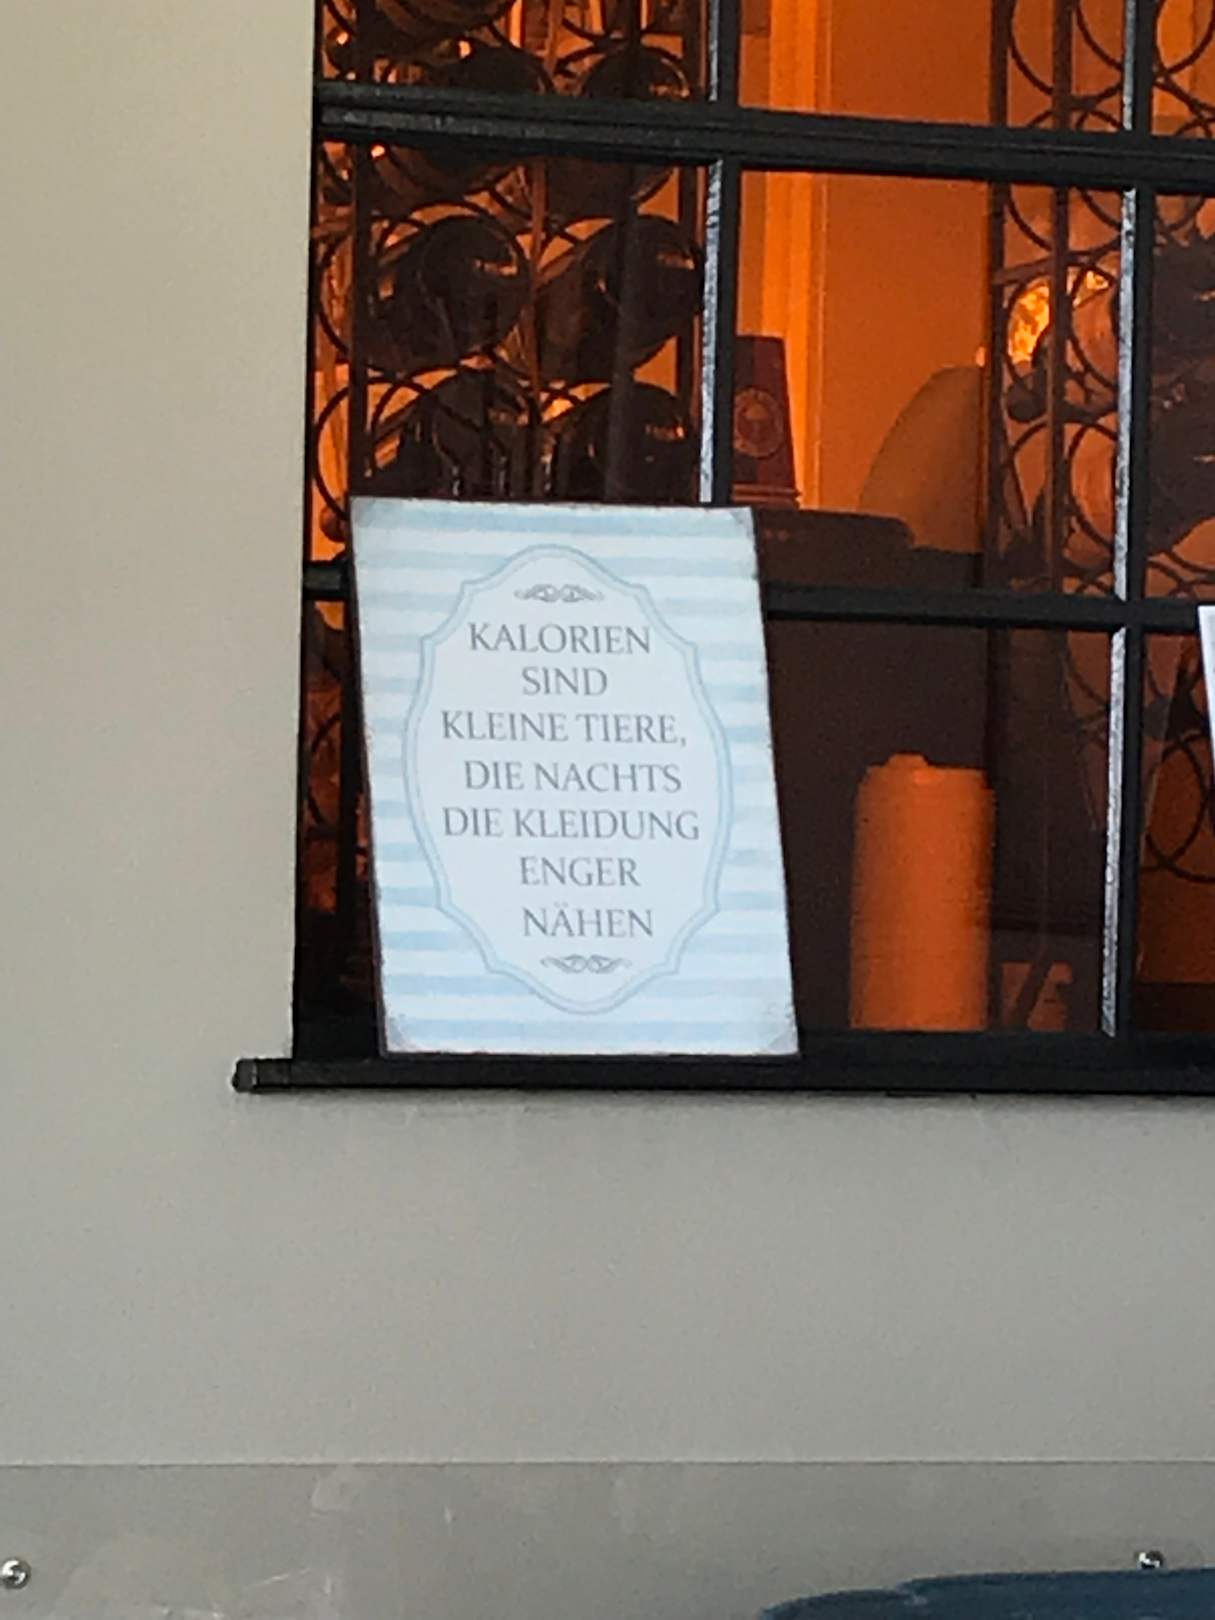 KALORIEN
SIND
KLEINE TIERE,
DIE NACHTS
DIE KLEIDUNG
ENGER
NÄHEN